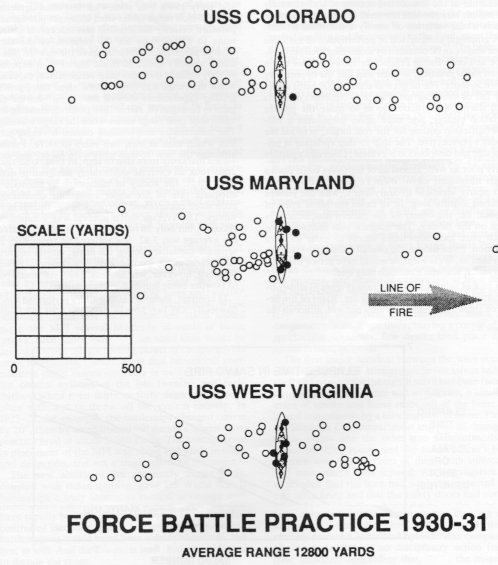 USS COLORADO
USS MARYLAND
SCALE (YARDS)
0 500
LINE OF
FIRE
USS WEST VIRGINIA
FORCE BATTLE PRACTICE 1930-31
AVERAGE RANGE 12800 YARDS